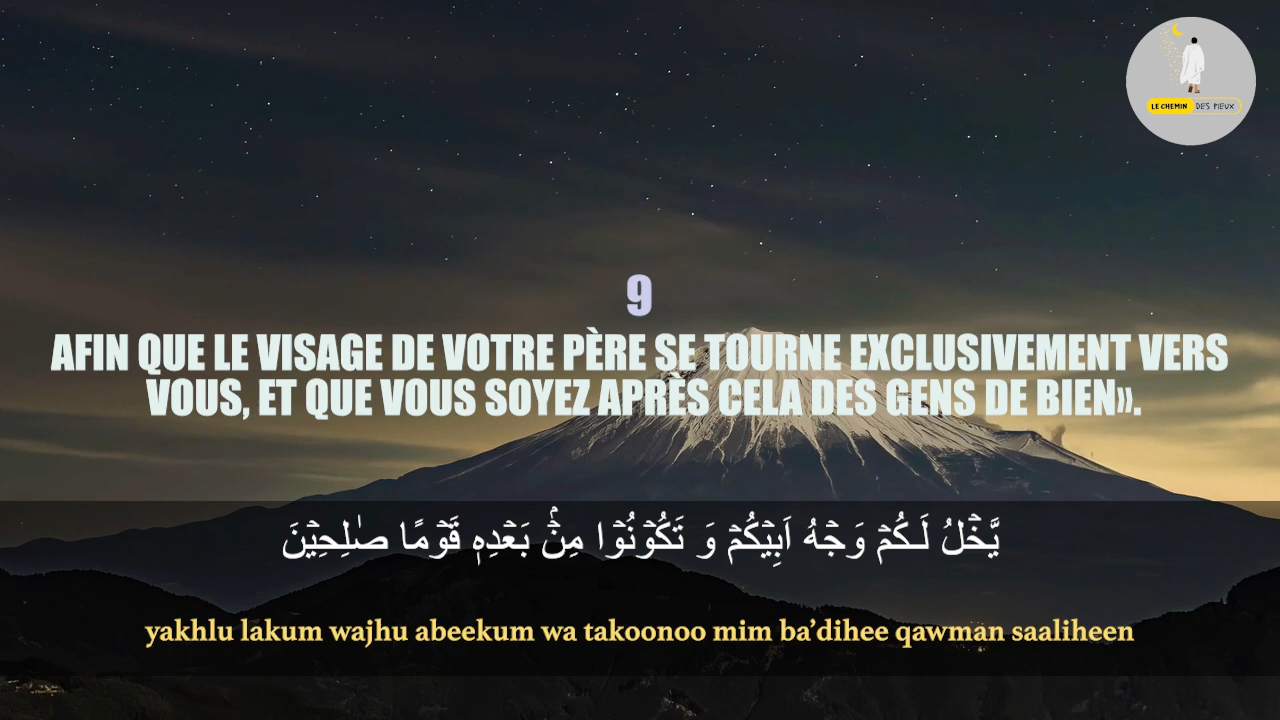 LE CHEMIN DES PIEUX
9
AFIN QUE LE VISAGE DE VOTRE PÈRE SE TOURNE EXCLUSIVEMENT VERS
VOUS, ET QUE VOUS SOYEZ APRÈS CELA DES GENS DE BIEN».
يَّخۡلُ لَـكُمۡ وَجۡهُ اَبِيۡكُمۡ وَ تَكُوۡنُوۡا مِنۡۢ بَعۡدِهٖ قَوۡمًا صٰلِحِيۡنَ
yakhlu lakum wajhu abeekum wa takoonoo mim ba’dihee qawman saaliheen